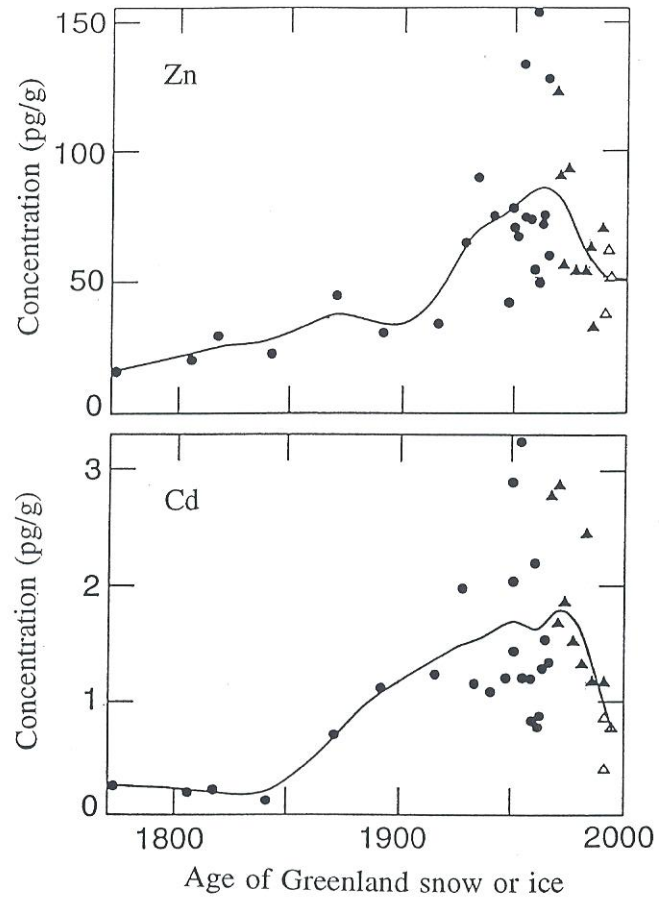 150
Zn
100
50
0
Concentration (pg/g)
3
Cd
2
1
0
Concentration (pg/g)
1800 1900 2000
Age of Greenland snow or ice